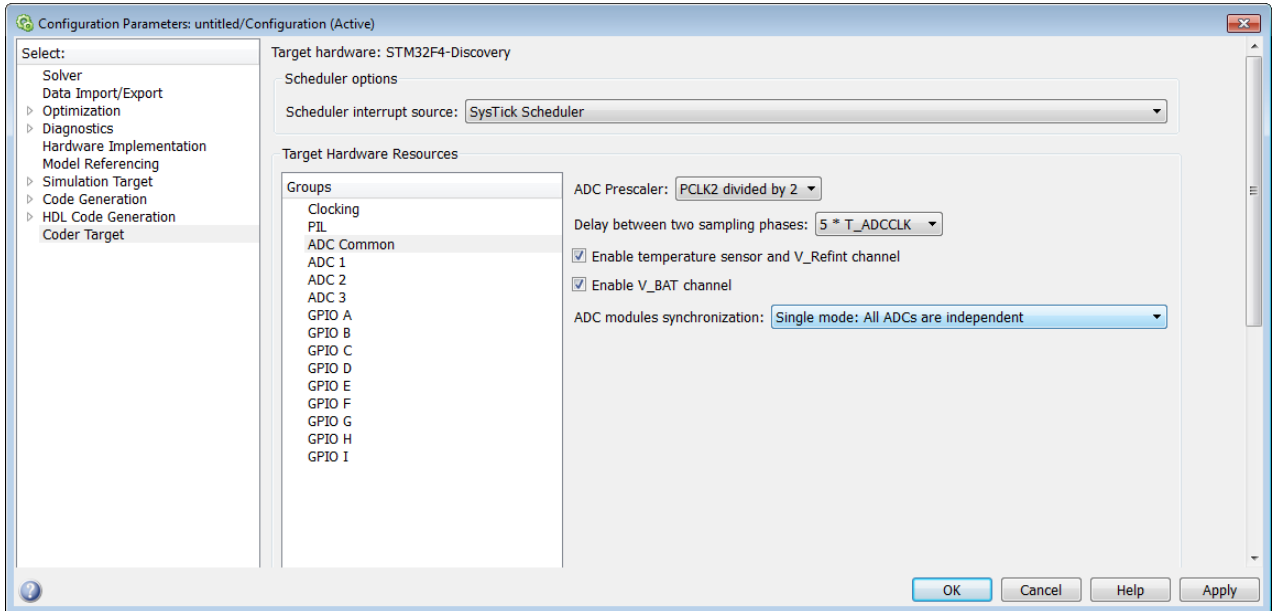 Configuration Parameters: untitled/Configuration (Active)
Select:
Solver
Data Import/Export
Optimization
Diagnostics
Hardware Implementation
Model Referencing
Simulation Target
Code Generation
HDL Code Generation
Coder Target
Target hardware: STM32F4-Discovery
Scheduler options
Scheduler interrupt source: SysTick Scheduler
Target Hardware Resources
Groups
Clocking
PIL
ADC Common
ADC 1
ADC 2
ADC 3
GPIO A
GPIO B
GPIO C
GPIO D
GPIO E
GPIO F
GPIO G
GPIO H
GPIO I
ADC Prescaler: PCLK2 divided by 2
Delay between two sampling phases: 5 * T_ADCCLK
Enable temperature sensor and V_Refint channel
Enable V_BAT channel
ADC modules synchronization: Single mode: All ADCs are independent
OK Cancel Help Apply